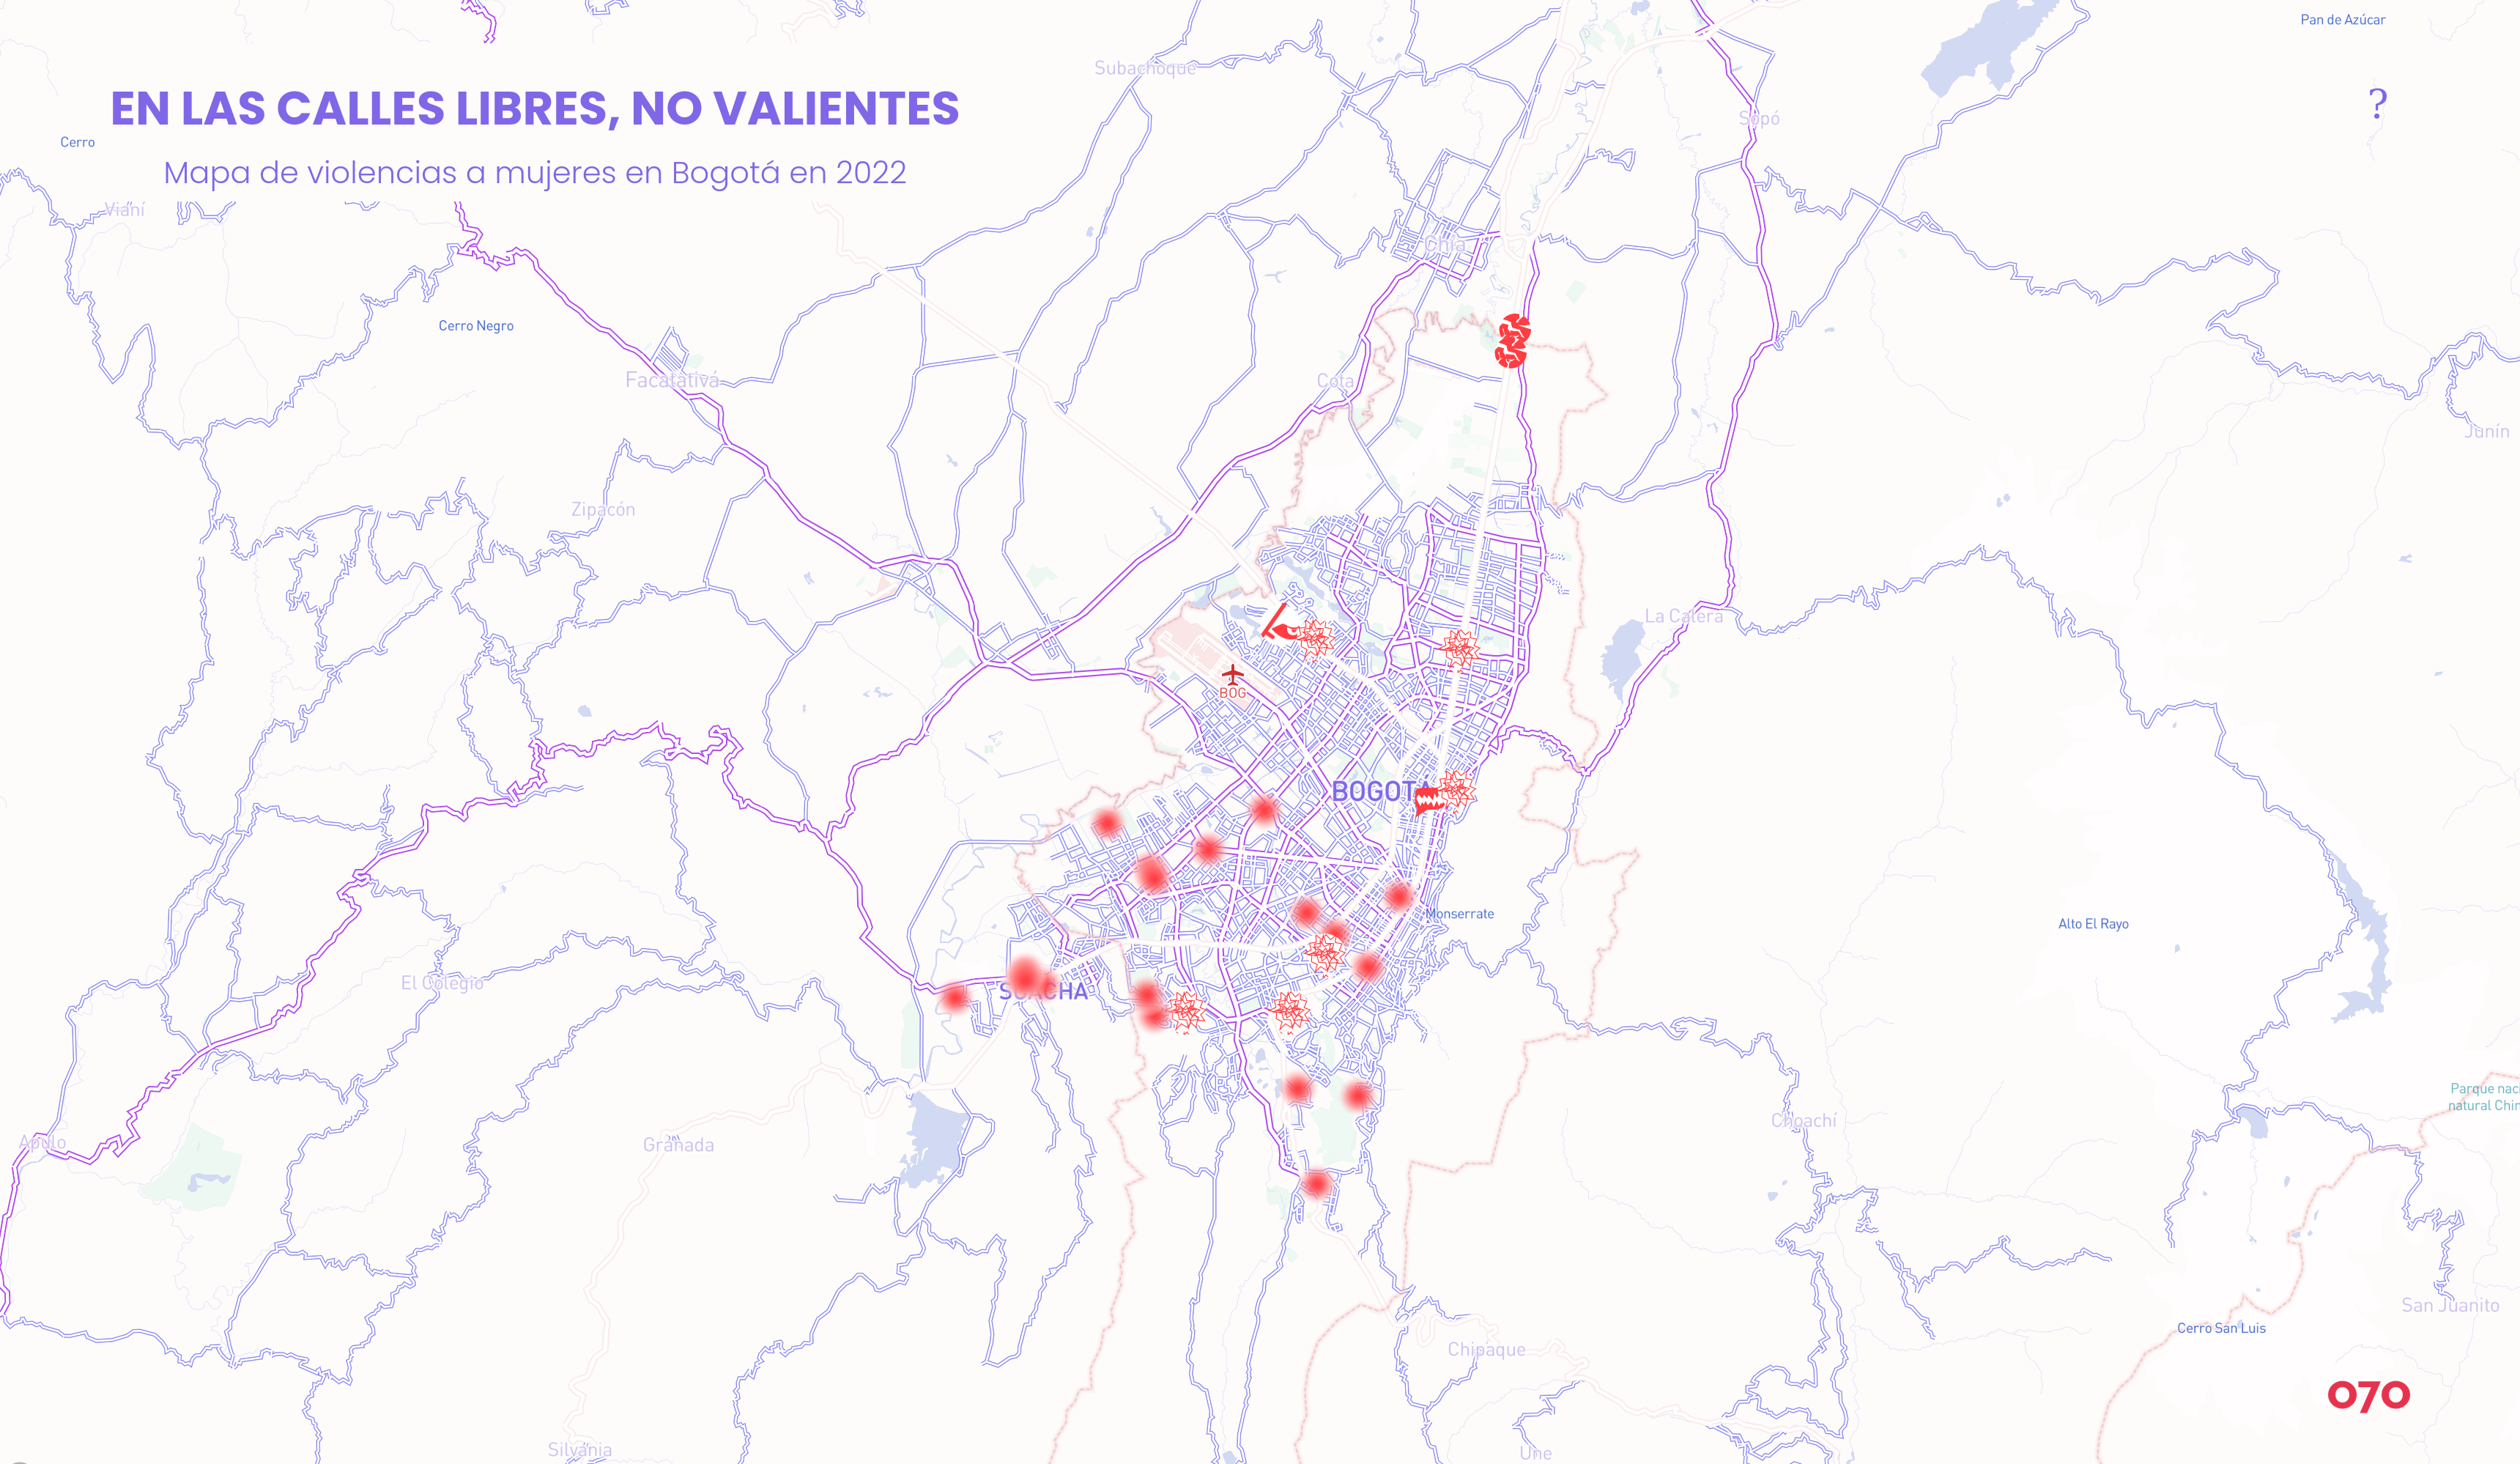 Pan de Azúcar
Subachoque
EN LAS CALLES LIBRES, NO VALIENTES
?
Sopó
Cerro
Mapa de violencias a mujeres en Bogotá en 2022
Vianí
Chía
Cerro Negro
Facatativá
Cota
Junín
Zipacón
La Calera
BOG
BOGOTÁ
Monserrate
Alto El Rayo
El Colegio
SOACHA
Parque naci
natural Chin
Choachí
Apulo
Granada
San Juanito
Cerro San Luis
Chipaque
070
Silvania
Une